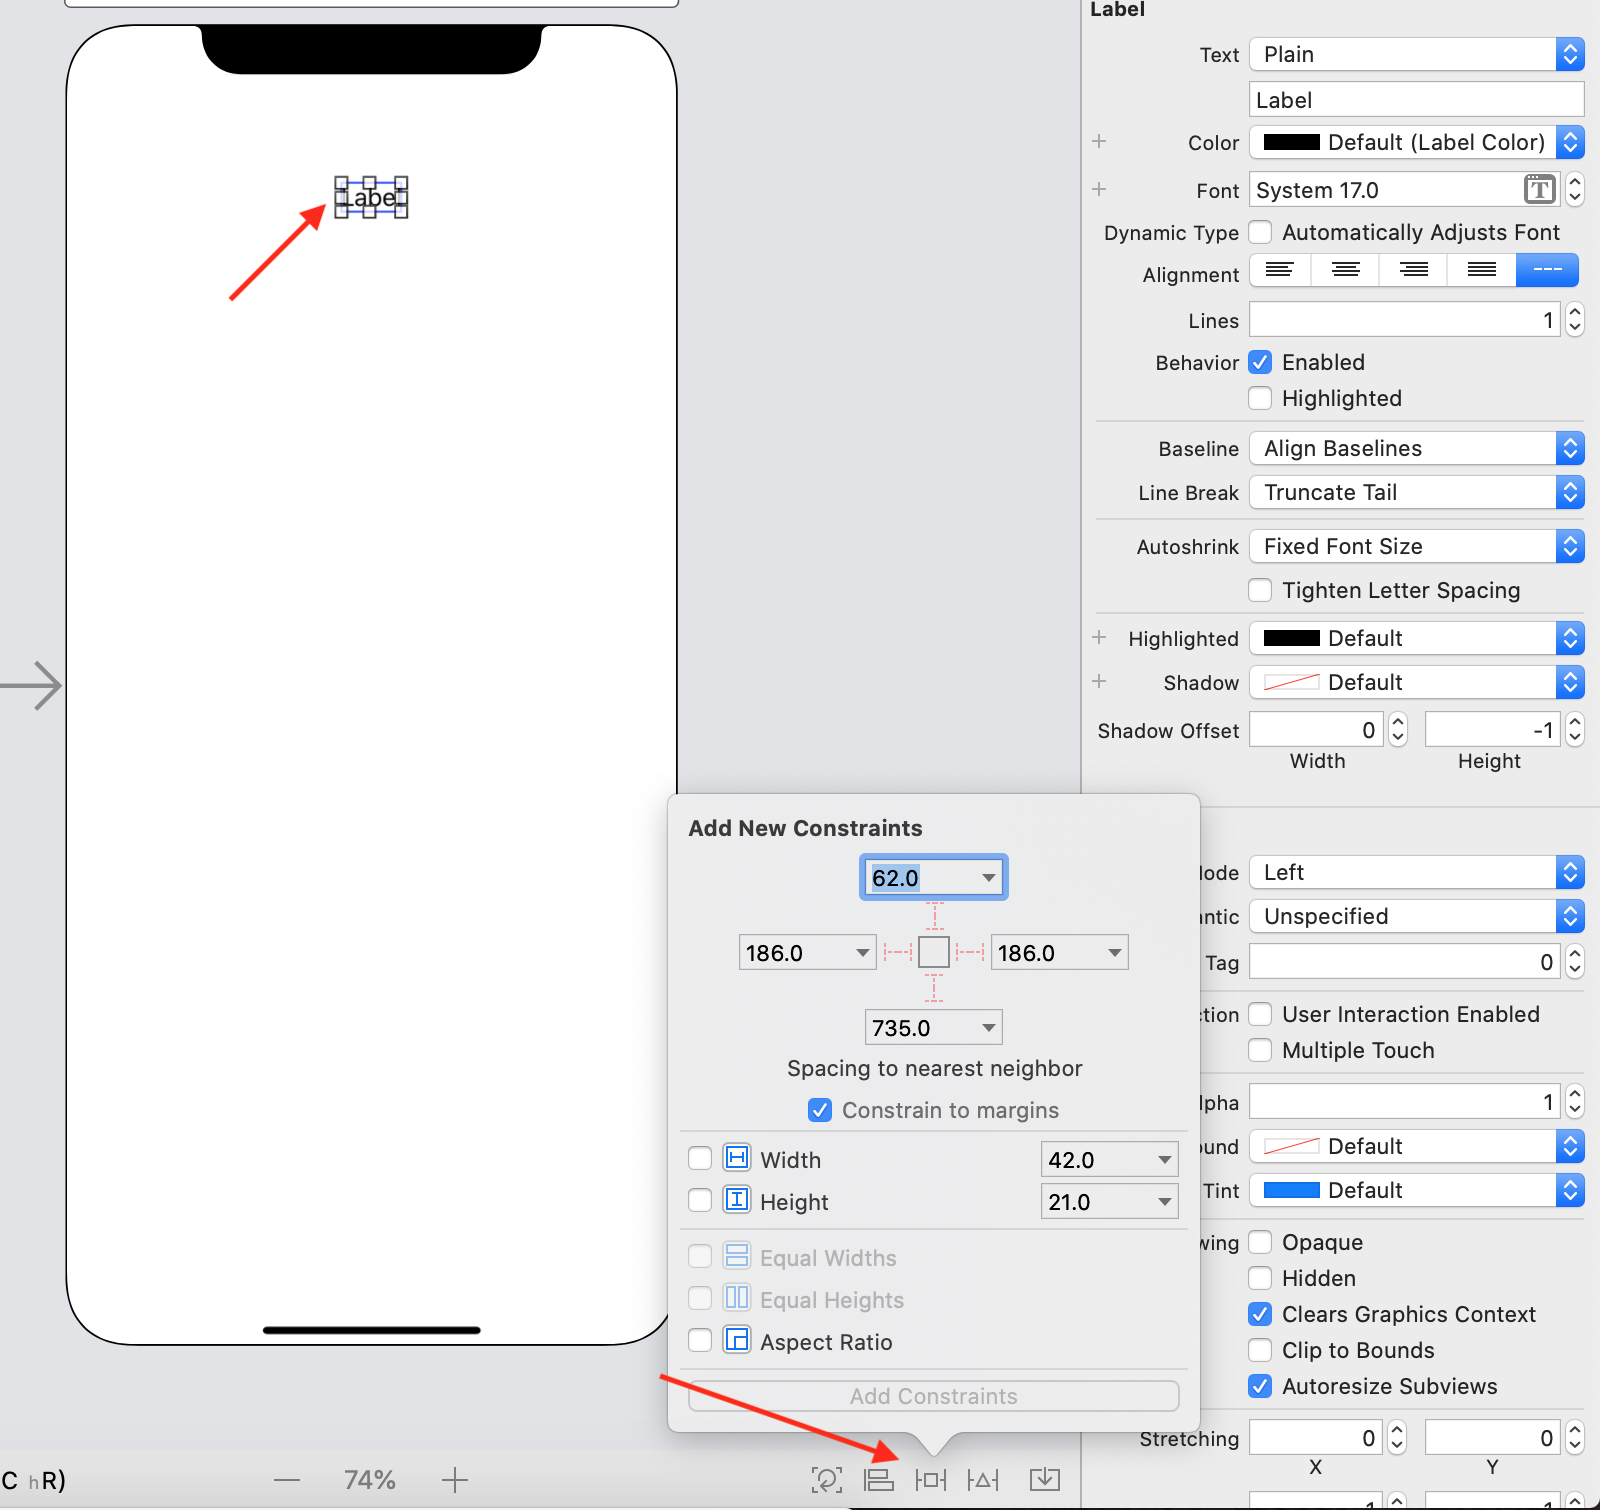 Label
Text Plain
Label
Color Default (Label Color)
Label
Font System 17.0
Dynamic Type Automatically Adjusts Font
Alignment
Lines 1
Behavior Enabled
Highlighted
Baseline Align Baselines
Line Break Truncate Tail
Autoshrink Fixed Font Size
Tighten Letter Spacing
Highlighted Default
Shadow Default
Shadow Offset 0 -1
Width Height
Add New Constraints
62.0
186.0 186.0
735.0
Spacing to nearest neighbor
Constrain to margins
Width 42.0
Height 21.0
Equal Widths
Equal Heights
Aspect Ratio
Add Constraints
lode Left
ntic Unspecified
Tag 0
tion User Interaction Enabled
Multiple Touch
lpha 1
und Default
Tint Default
wing Opaque
Hidden
Clears Graphics Context
Clip to Bounds
Autoresize Subviews
Stretching 0 0
X Y
C hR) 74%